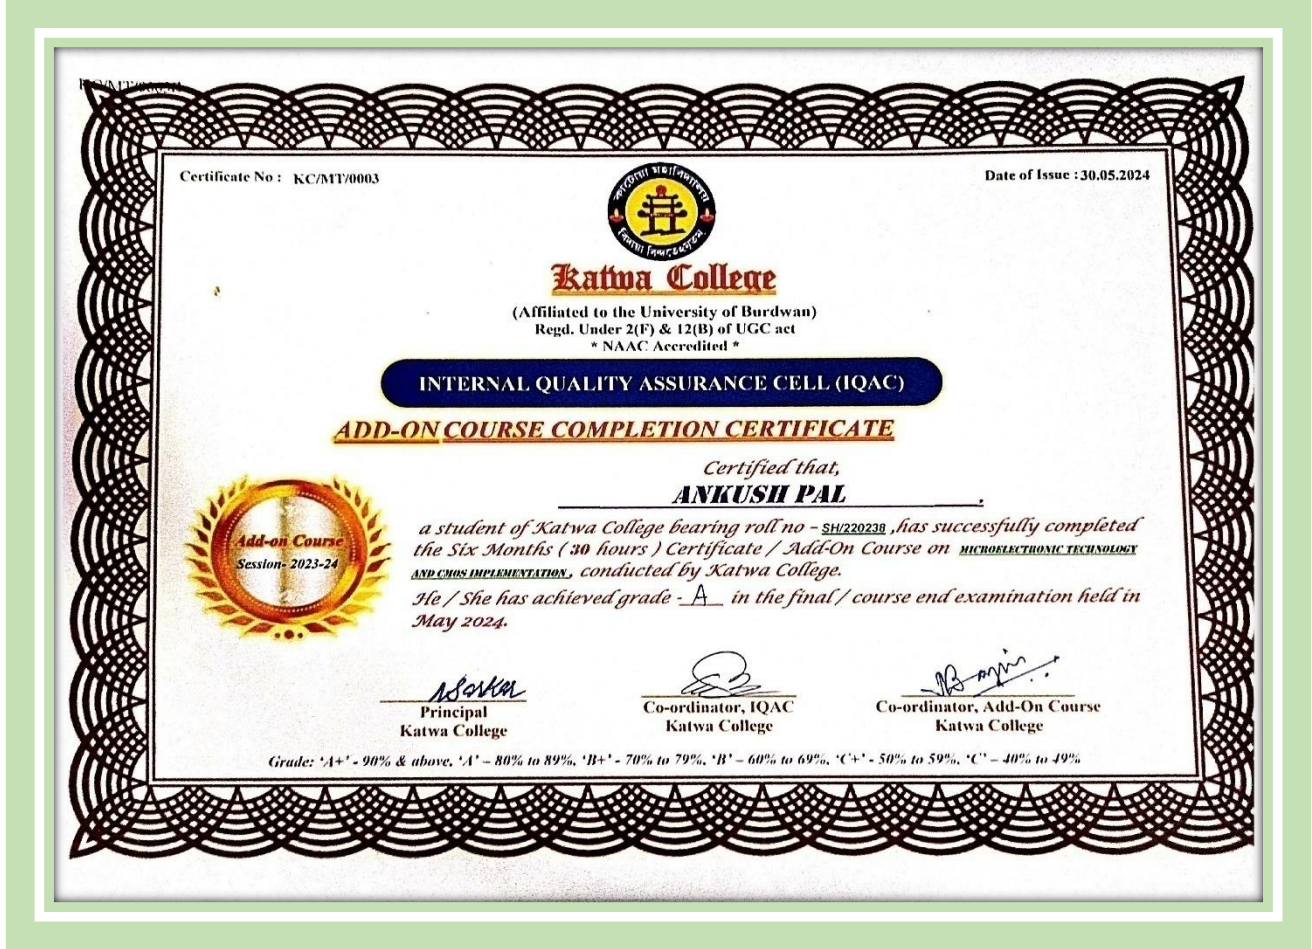 Certificate No : KC/MT/0003
Date of Issue : 30.05.2024
কাটোয়া মহাবিদ্যালয়
Katwa College
(Affiliated to the University of Burdwan)
Regd. Under 2(F) & 12(B) of UGC act
* NAAC Accredited *
INTERNAL QUALITY ASSURANCE CELL (IQAC)
ADD-ON COURSE COMPLETION CERTIFICATE
Certified that,
ANKUSH PAL ,
Add-on Course
Session- 2023-24
a student of Katwa College bearing roll no – SH/220238 ,has successfully completed
the Six Months ( 30 hours ) Certificate / Add-On Course on MICROELECTRONIC TECHNOLOGY
AND CMOS IMPLEMENTATION , conducted by Katwa College.
He / She has achieved grade - A in the final / course end examination held in
May 2024.
Principal
Katwa College
Co-ordinator, IQAC
Katwa College
Co-ordinator, Add-On Course
Katwa College
Grade: ‘A+’ - 90% & above, ‘A’ – 80% to 89%, ‘B+’ - 70% to 79%, ‘B’ – 60% to 69%, ‘C+’ - 50% to 59%, ‘C’ – 40% to 49%